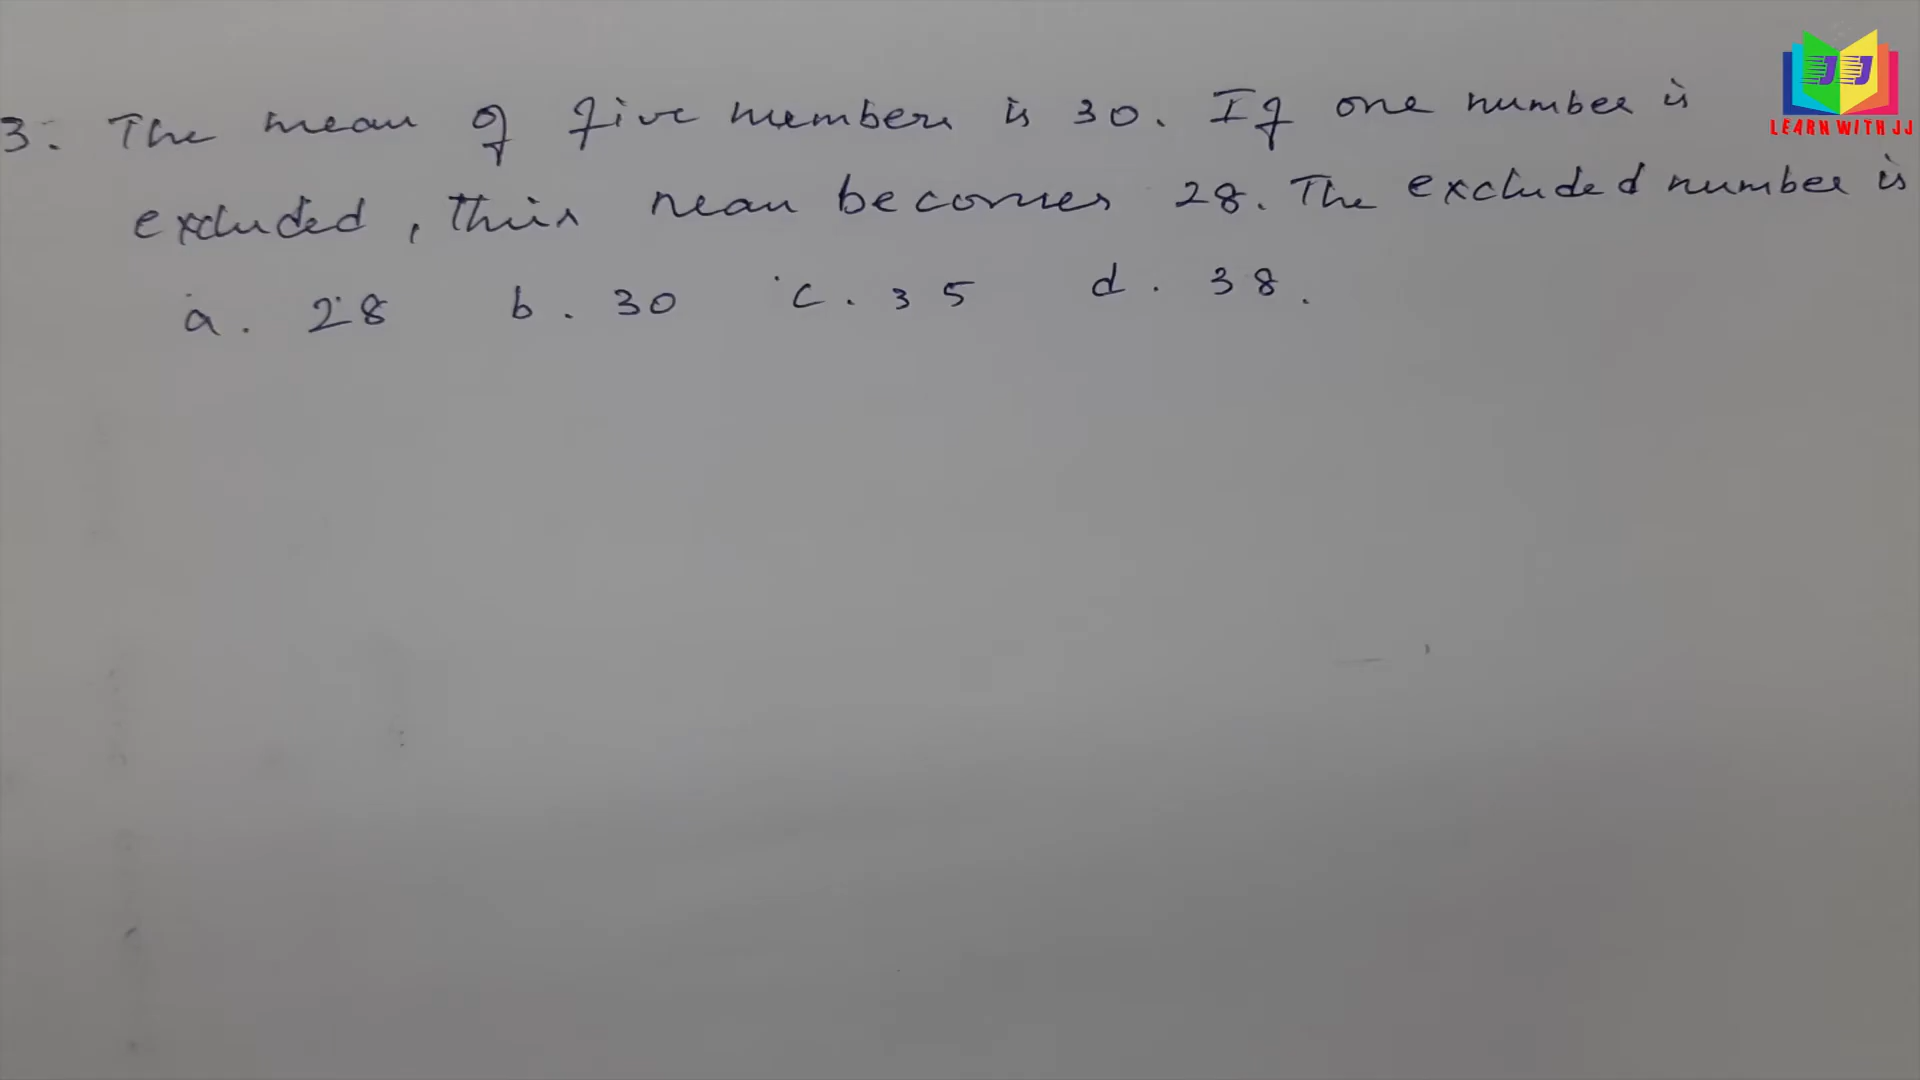 3. The mean of five numbers is 30. If one number is
excluded, their mean becomes 28. The excluded number is
a. 28 b. 30 c. 35 d. 38.
JJ
LEARN WITH JJ